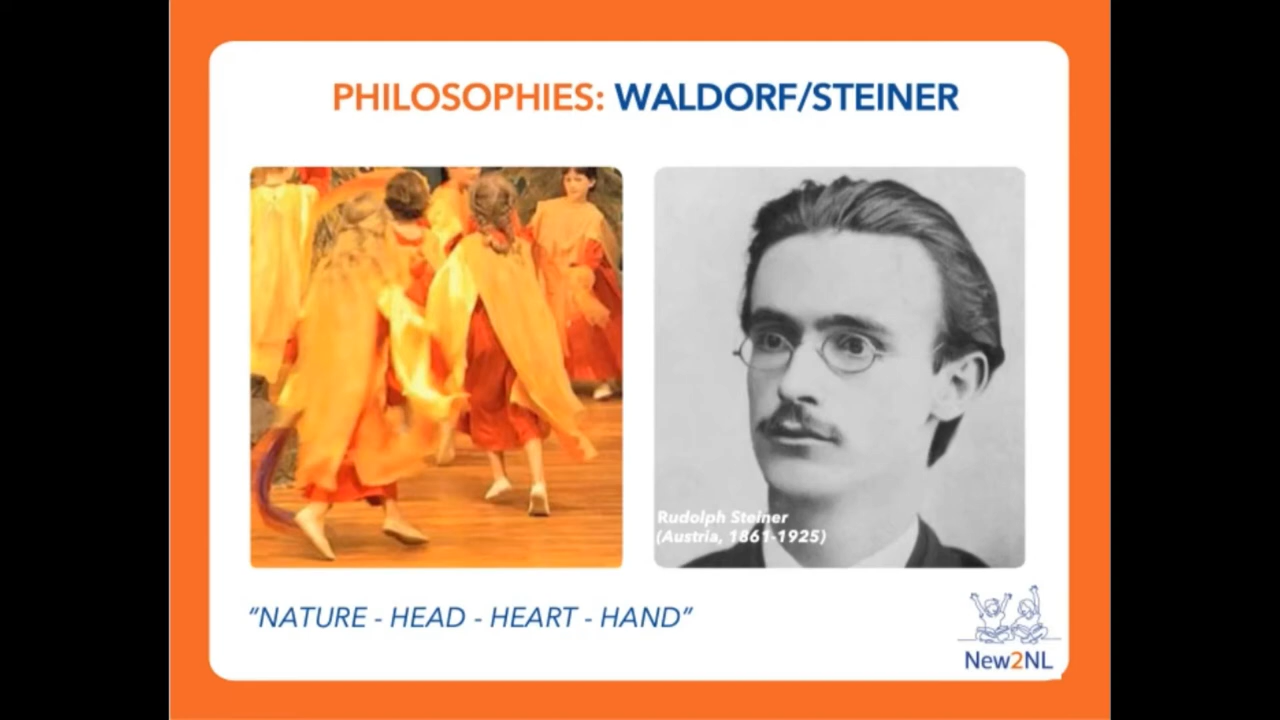 PHILOSOPHIES: WALDORF/STEINER
Rudolph Steiner
(Austria, 1861-1925)
“NATURE - HEAD - HEART - HAND”
New2NL